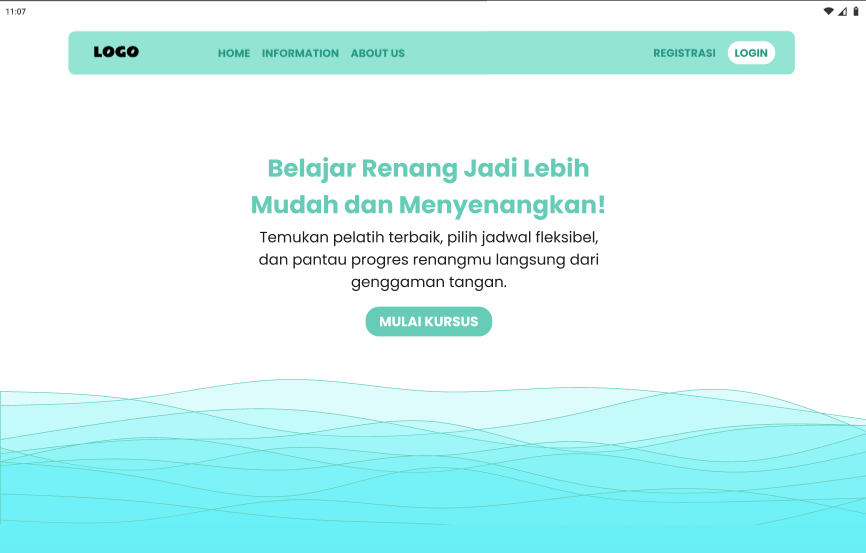 11:07
LOGO HOME INFORMATION ABOUT US REGISTRASI LOGIN
Belajar Renang Jadi Lebih
Mudah dan Menyenangkan!
Temukan pelatih terbaik, pilih jadwal fleksibel,
dan pantau progres renangmu langsung dari
genggaman tangan.
MULAI KURSUS